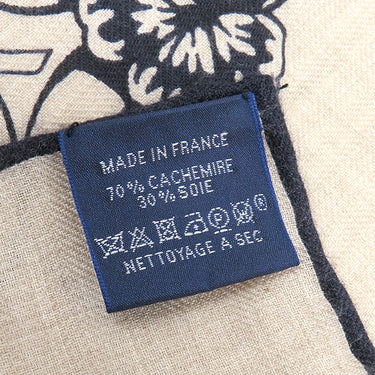 MADE IN FRANCE
70% CACHEMIRE
30% SOIE
NETTOYAGE A SEC